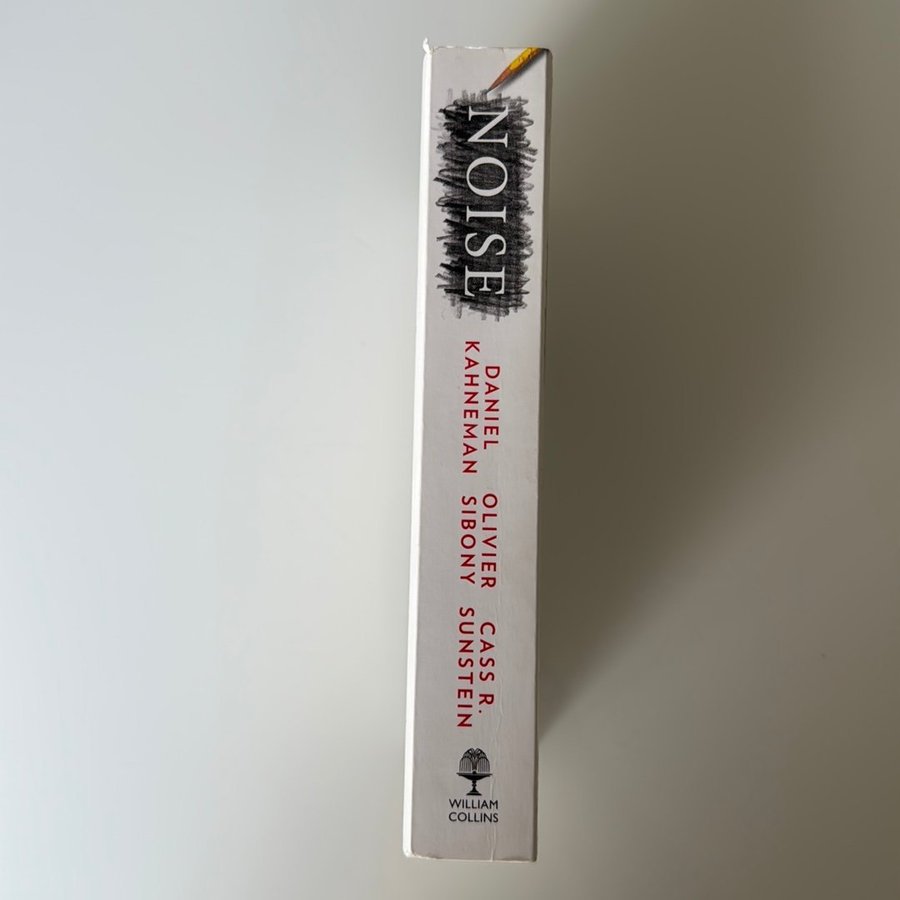 NOISE
DANIEL
KAHNEMAN
OLIVIER
SIBONY
CASS R.
SUNSTEIN
WILLIAM
COLLINS